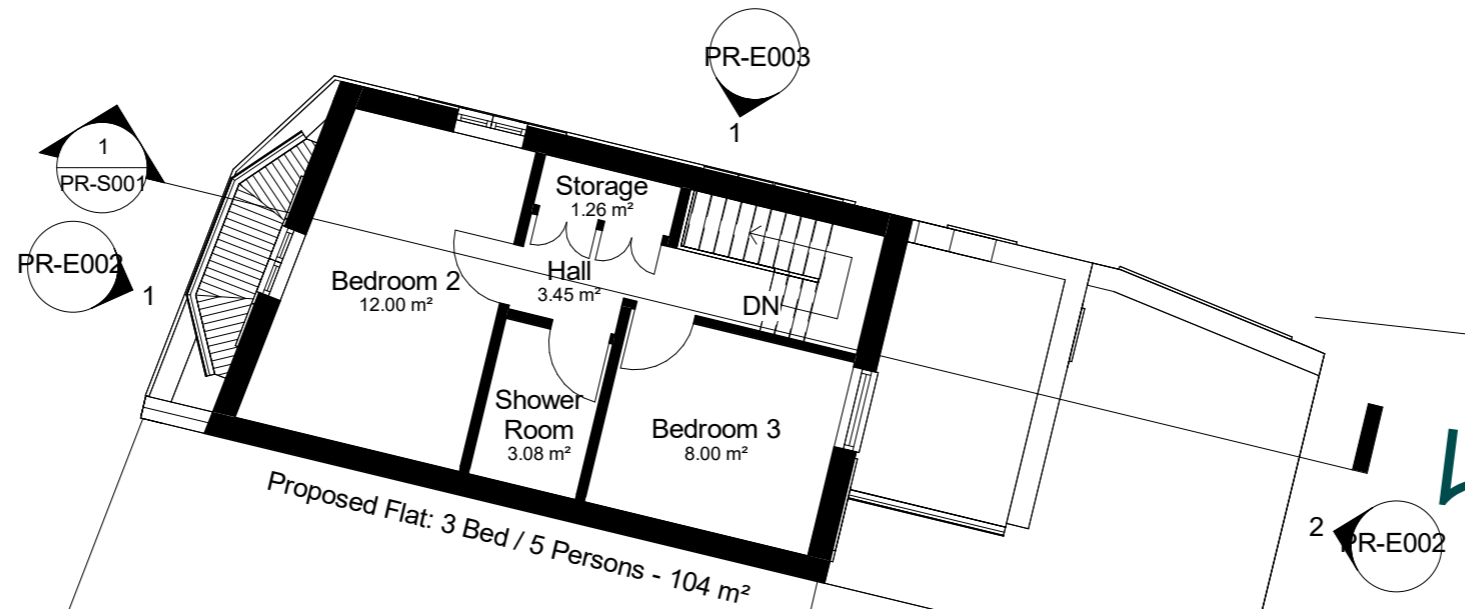 PR-E003
1
1
PR-S001
PR-E002
1
Storage
1.26 m²
Hall
3.45 m²
Bedroom 2
12.00 m²
DN
Shower
Room
3.08 m²
Bedroom 3
8.00 m²
Proposed Flat: 3 Bed / 5 Persons - 104 m²
2
PR-E002